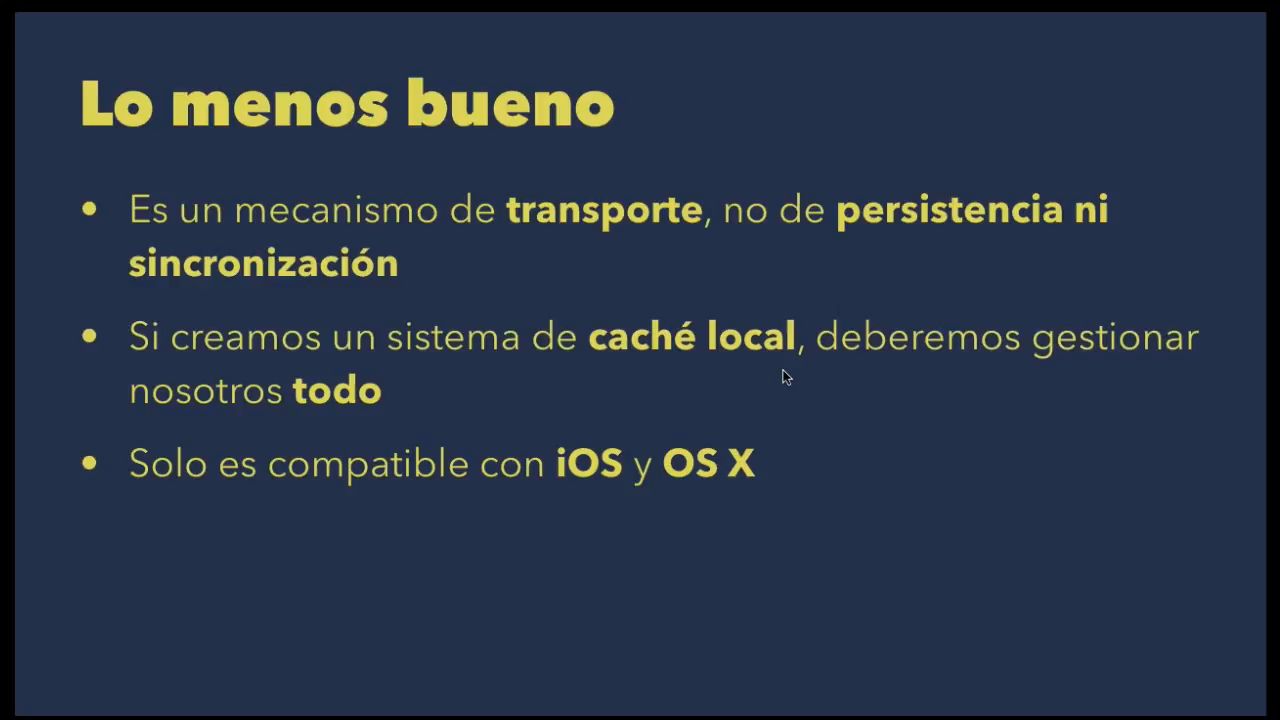 Lo menos bueno
• Es un mecanismo de transporte, no de persistencia ni
sincronización
• Si creamos un sistema de caché local, deberemos gestionar
nosotros todo
• Solo es compatible con iOS y OS X